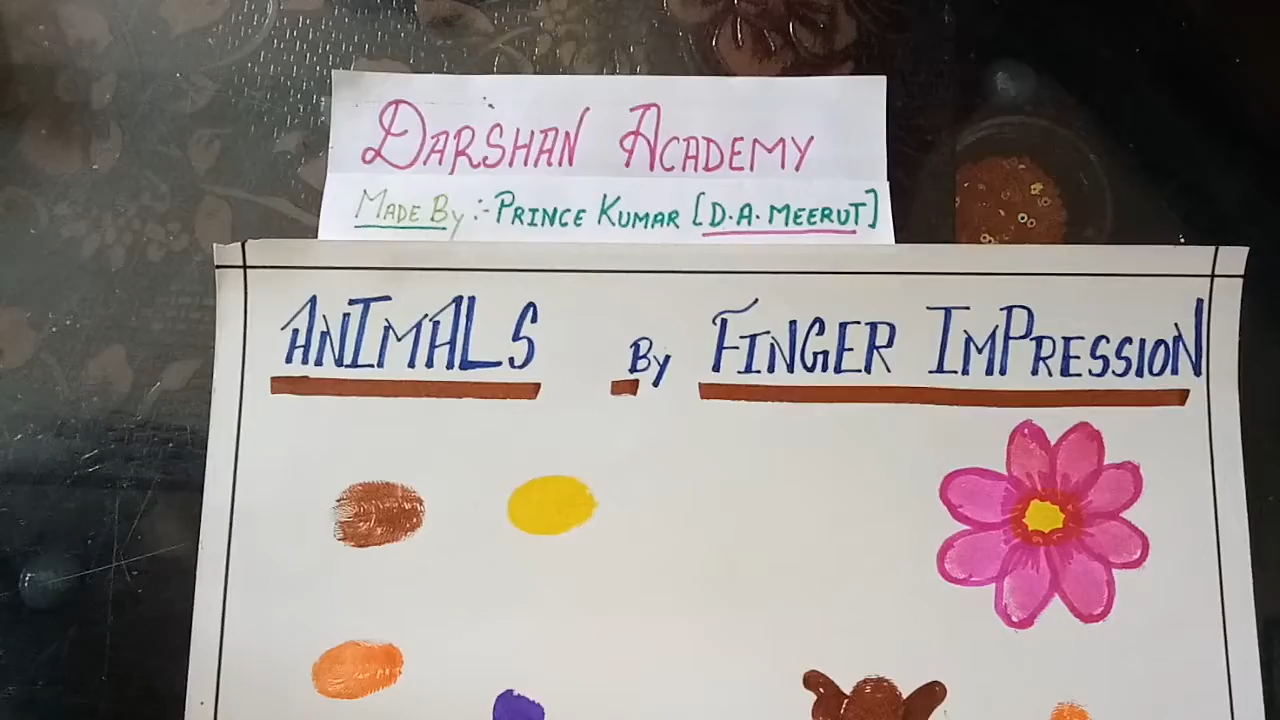 DARSHAN ACADEMY
MADE By :- PRINCE KUMAR [D.A. MEERUT]
ANIMALS By FINGER IMPRESSION